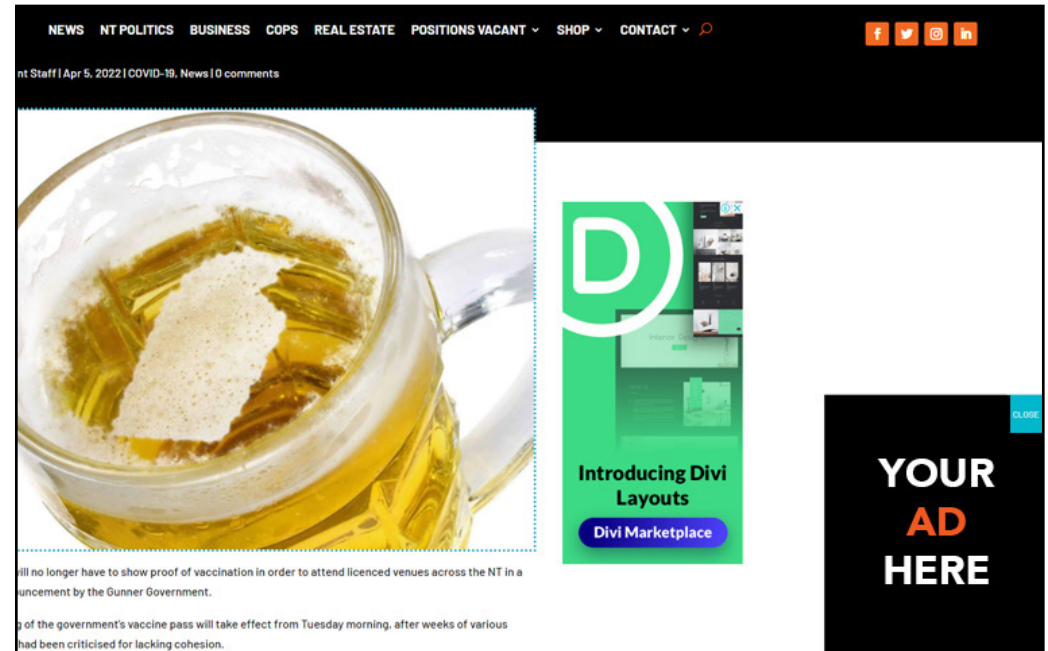 NEWS NT POLITICS BUSINESS COPS REAL ESTATE POSITIONS VACANT SHOP CONTACT
nt Staff | Apr 5, 2022 | COVID-19, News | 0 comments
D
Introducing Divi
Layouts
Divi Marketplace
CLOSE
YOUR
AD
HERE
will no longer have to show proof of vaccination in order to attend licenced venues across the NT in a
uncement by the Gunner Government.
g of the government's vaccine pass will take effect from Tuesday morning, after weeks of various
had been criticised for lacking cohesion.